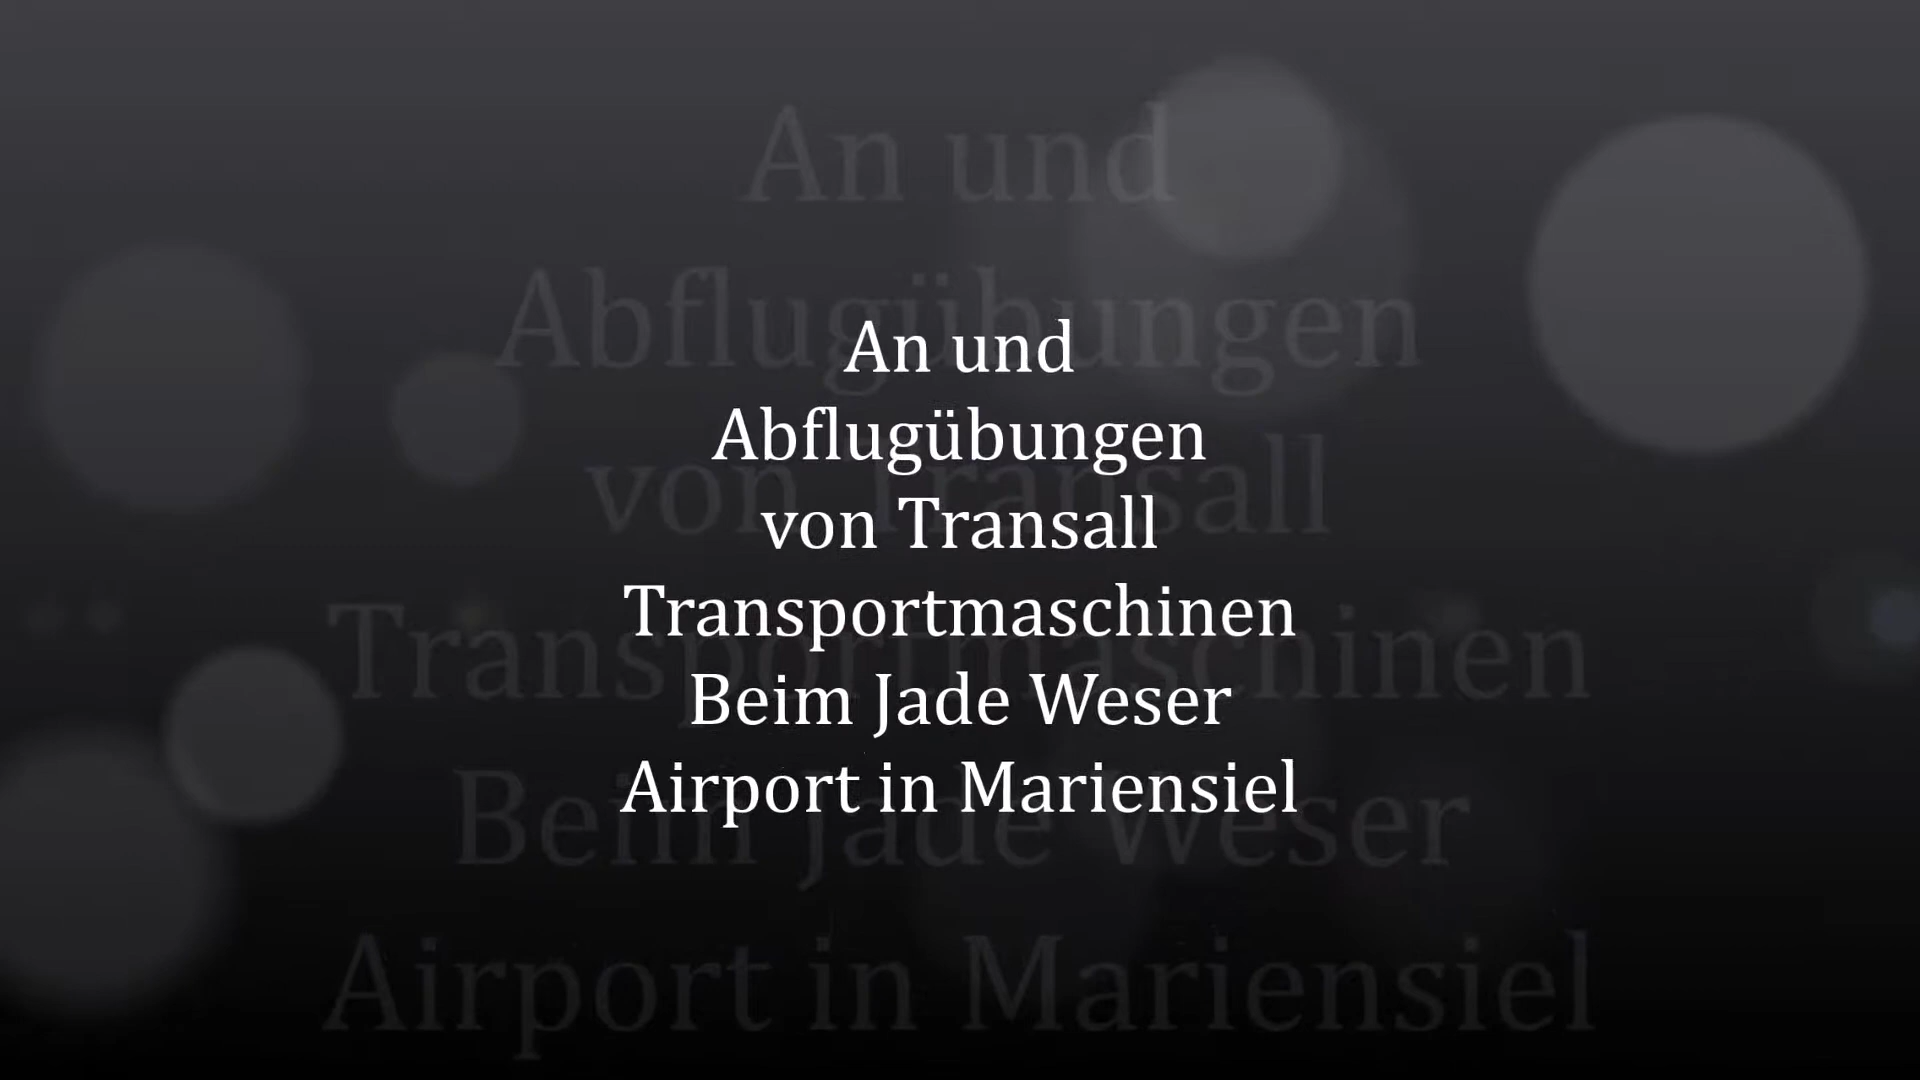 An und
Abflugübungen
von Transall
Transportmaschinen
Beim Jade Weser
Airport in Mariensiel